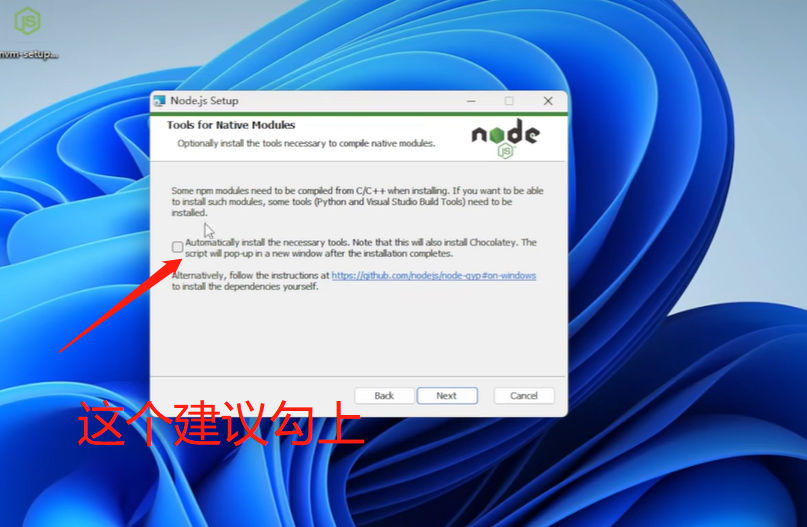 nvm-setup...
Node.js Setup
Tools for Native Modules
Optionally install the tools necessary to compile native modules.
node
JS
Some npm modules need to be compiled from C/C++ when installing. If you want to be able
to install such modules, some tools (Python and Visual Studio Build Tools) need to be
installed.
Automatically install the necessary tools. Note that this will also install Chocolatey. The
script will pop-up in a new window after the installation completes.
Alternatively, follow the instructions at https://github.com/nodejs/node-gyp#on-windows
to install the dependencies yourself.
Back
Next
Cancel
这个建议勾上